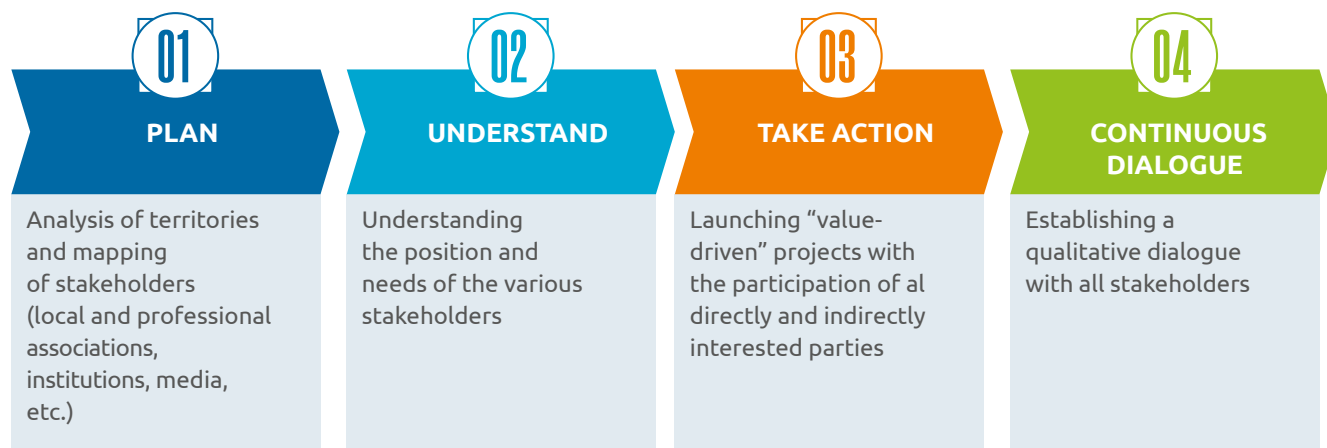 01
PLAN
Analysis of territories
and mapping
of stakeholders
(local and professional
associations,
institutions, media,
etc.)
02
UNDERSTAND
Understanding
the position and
needs of the various
stakeholders
03
TAKE ACTION
Launching “value-
driven” projects with
the participation of al
directly and indirectly
interested parties
04
CONTINUOUS
DIALOGUE
Establishing a
qualitative dialogue
with all stakeholders